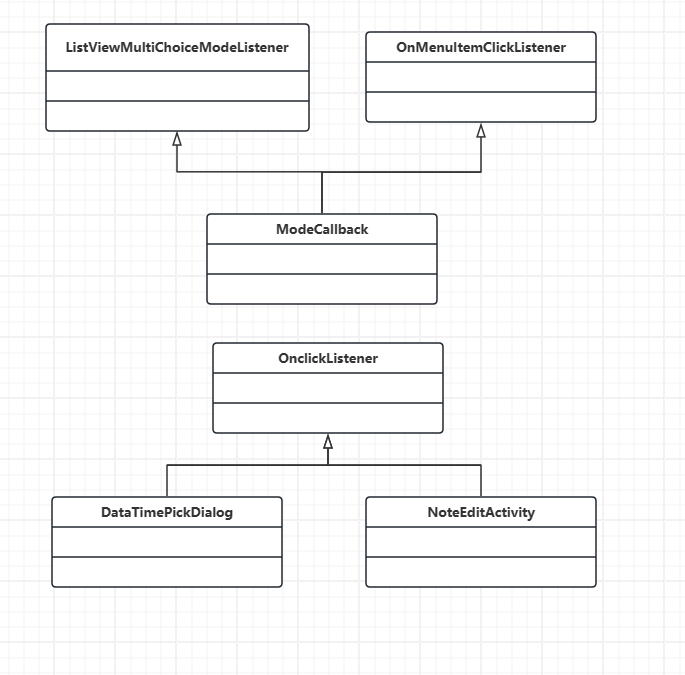 ListViewMultiChoiceModeListener
OnMenuItemClickListener
ModeCallback
OnclickListener
DataTimePickDialog
NoteEditActivity